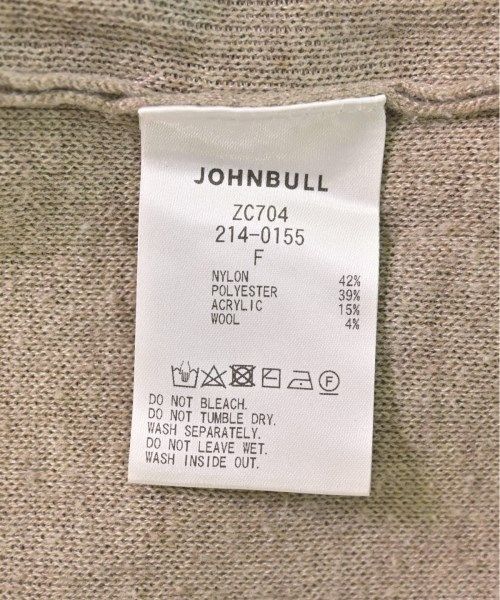 JOHNBULL
ZC704
214-0155
F
NYLON 42%
POLYESTER 39%
ACRYLIC 15%
WOOL 4%
F
DO NOT BLEACH.
DO NOT TUMBLE DRY.
WASH SEPARATELY.
DO NOT LEAVE WET.
WASH INSIDE OUT.